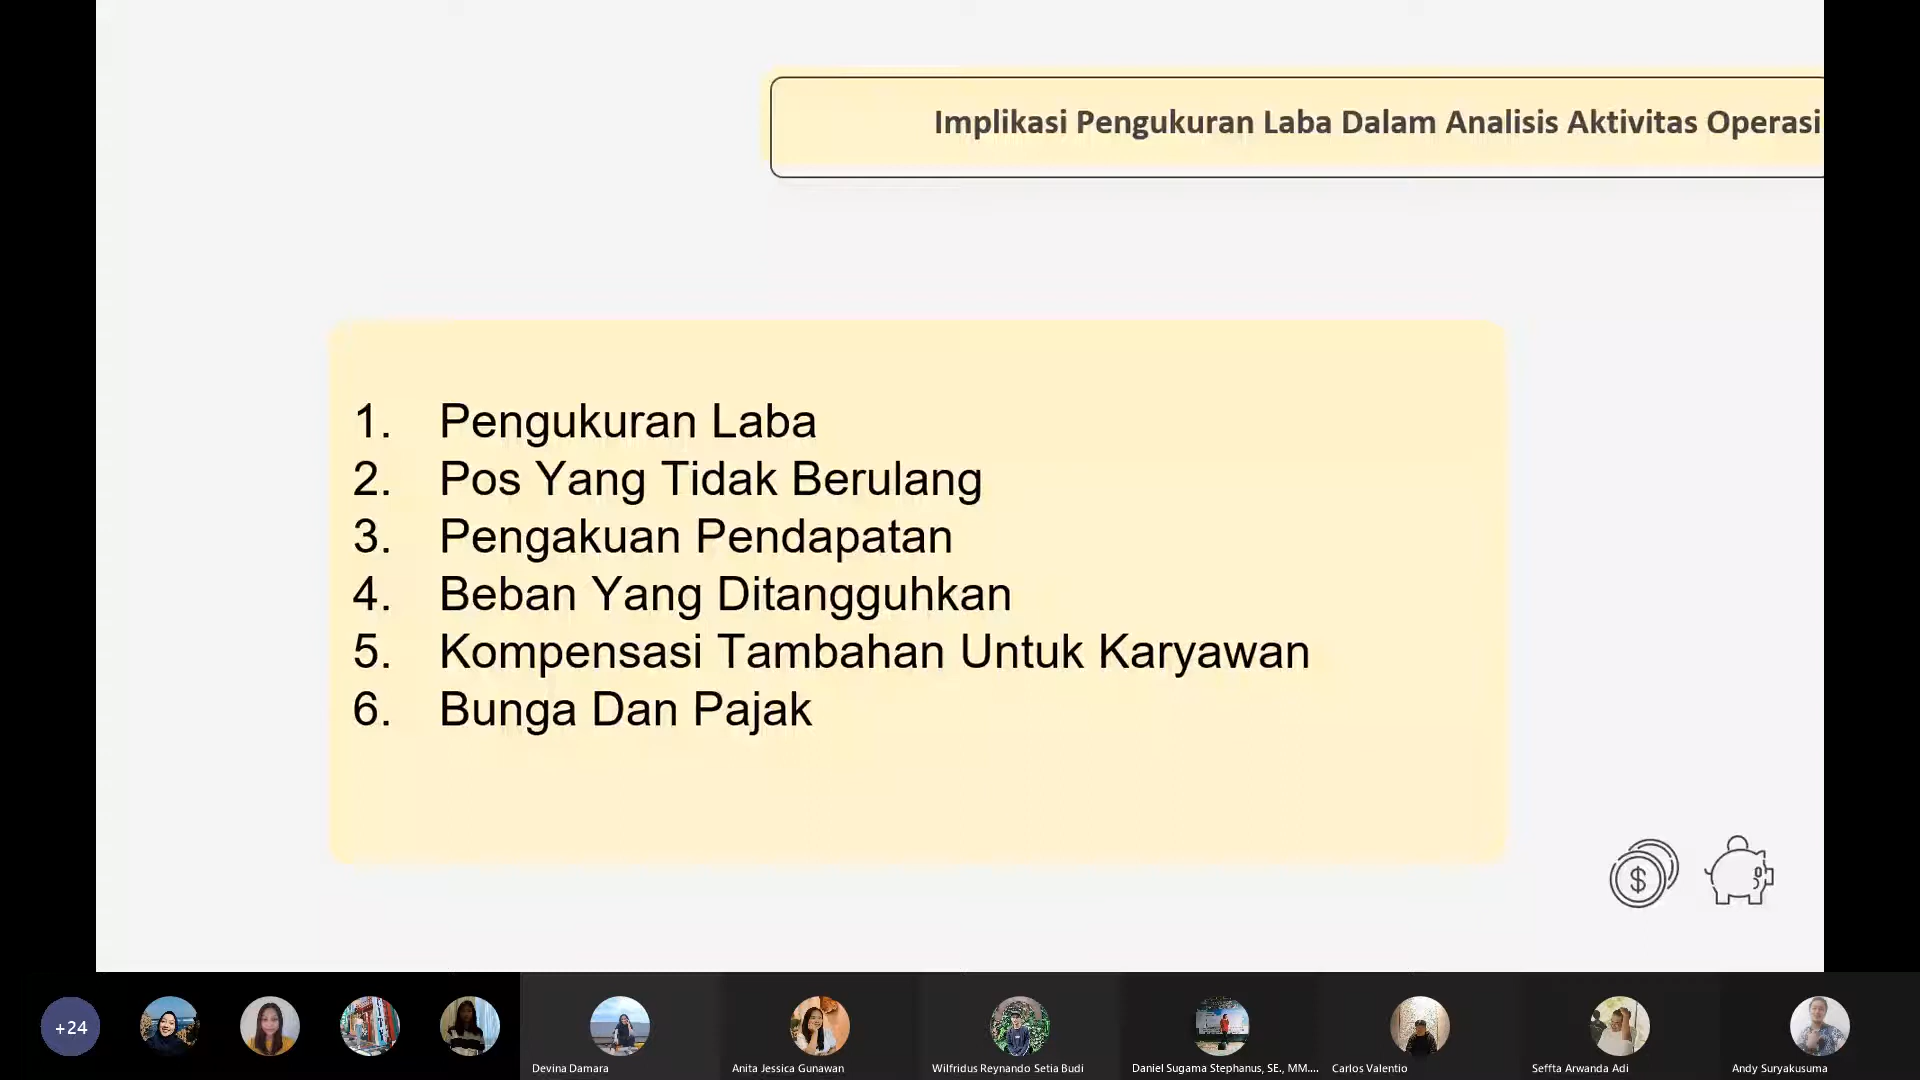 Implikasi Pengukuran Laba Dalam Analisis Aktivitas Operasi
1. Pengukuran Laba
2. Pos Yang Tidak Berulang
3. Pengakuan Pendapatan
4. Beban Yang Ditangguhkan
5. Kompensasi Tambahan Untuk Karyawan
6. Bunga Dan Pajak
$
+24
Devina Damara
Anita Jessica Gunawan
Wilfridus Reynando Setia Budi
Daniel Sugama Stephanus, SE., MM....
Carlos Valentio
Seffta Arwanda Adi
Andy Suryakusuma